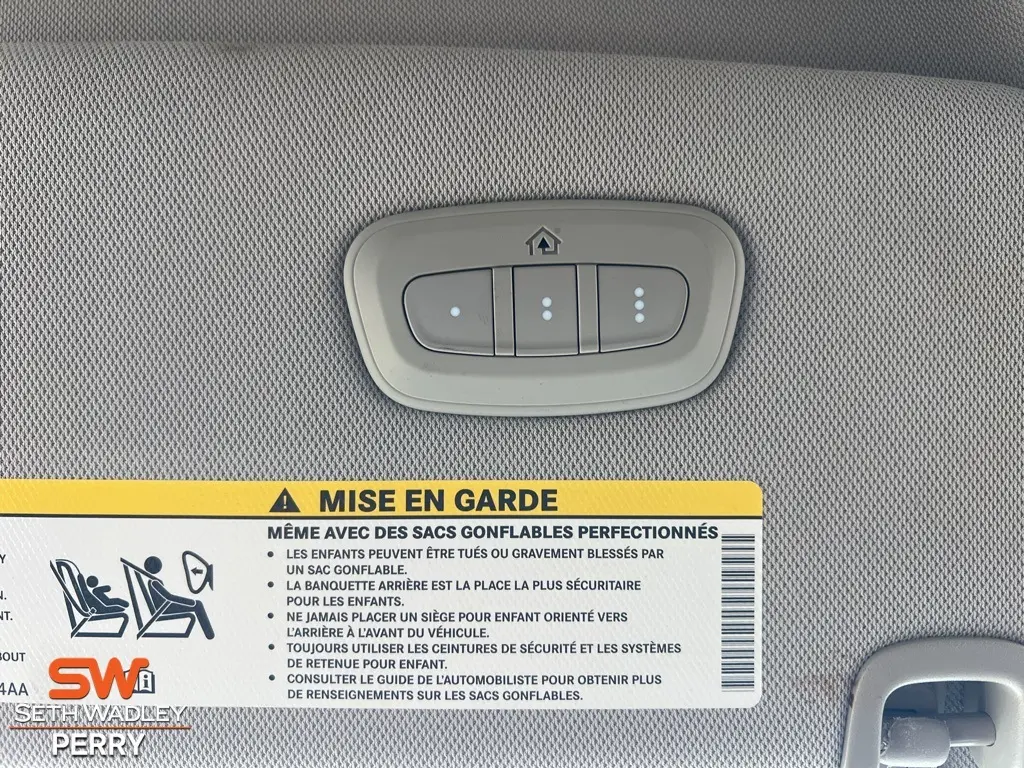 MISE EN GARDE
MÊME AVEC DES SACS GONFLABLES PERFECTIONNÉS
• LES ENFANTS PEUVENT ÊTRE TUÉS OU GRAVEMENT BLESSÉS PAR
UN SAC GONFLABLE.
• LA BANQUETTE ARRIÈRE EST LA PLACE LA PLUS SÉCURITAIRE
POUR LES ENFANTS.
• NE JAMAIS PLACER UN SIÈGE POUR ENFANT ORIENTÉ VERS
L'ARRIÈRE À L'AVANT DU VÉHICULE.
• TOUJOURS UTILISER LES CEINTURES DE SÉCURITÉ ET LES SYSTÈMES
DE RETENUE POUR ENFANT.
• CONSULTER LE GUIDE DE L'AUTOMOBILISTE POUR OBTENIR PLUS
DE RENSEIGNEMENTS SUR LES SACS GONFLABLES.
Y
N.
NT.
BOUT
4AA
i
SW
SETH WADLEY
PERRY